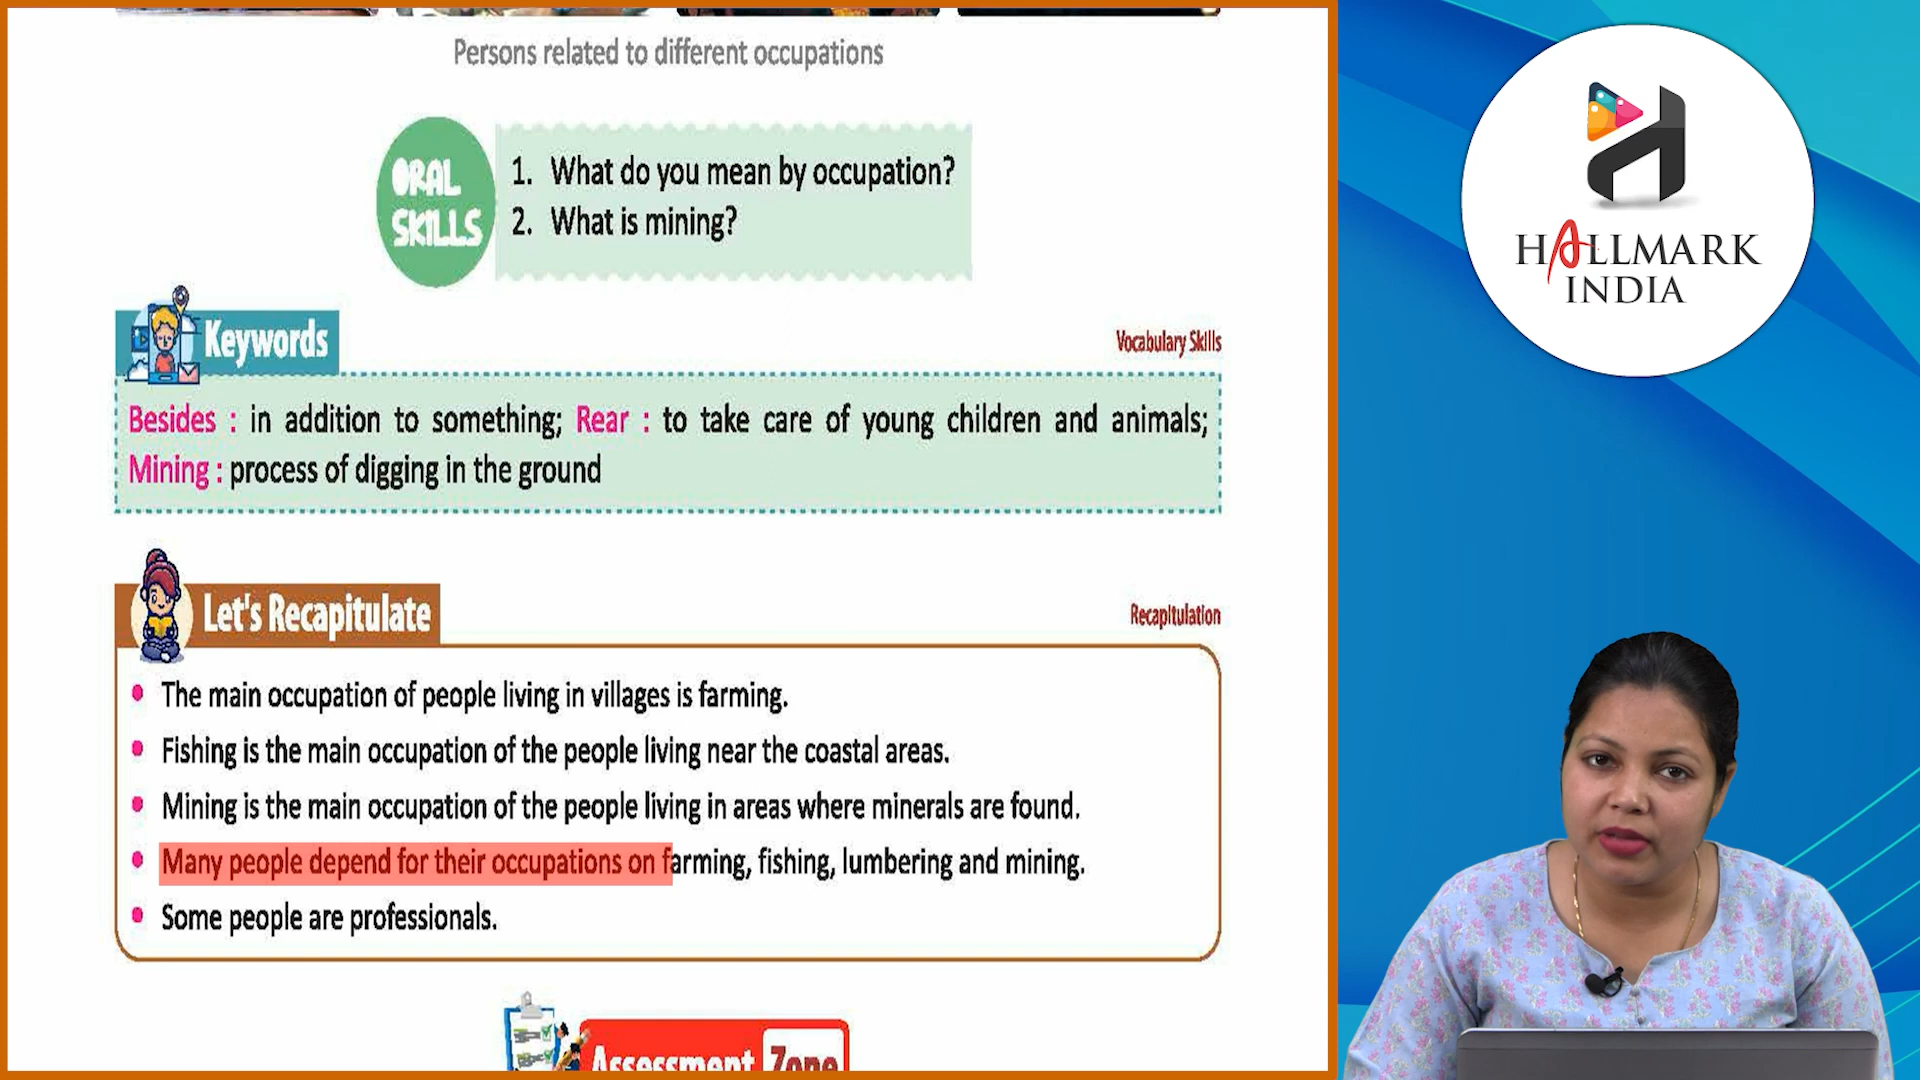 Persons related to different occupations
ORAL
SKILLS
1. What do you mean by occupation?
2. What is mining?
Keywords
Vocabulary Skills
Besides : in addition to something; Rear : to take care of young children and animals;
Mining : process of digging in the ground
Let's Recapitulate
Recapitulation
• The main occupation of people living in villages is farming.
• Fishing is the main occupation of the people living near the coastal areas.
• Mining is the main occupation of the people living in areas where minerals are found.
• Many people depend for their occupations on farming, fishing, lumbering and mining.
• Some people are professionals.
Assessment Zone
HALLMARK
INDIA